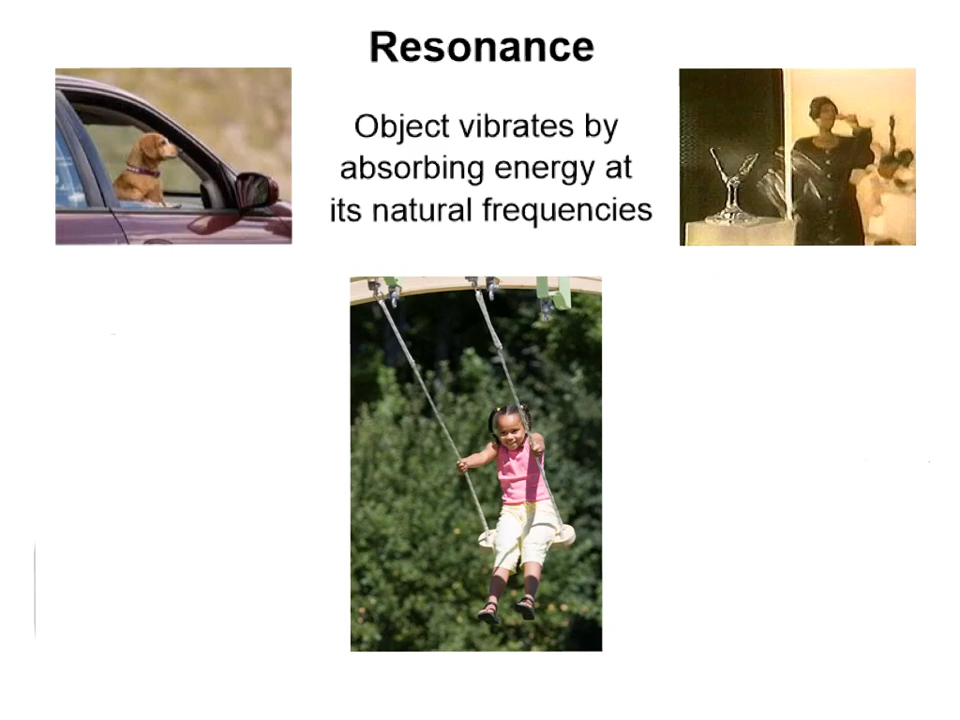 Resonance
Object vibrates by
absorbing energy at
its natural frequencies